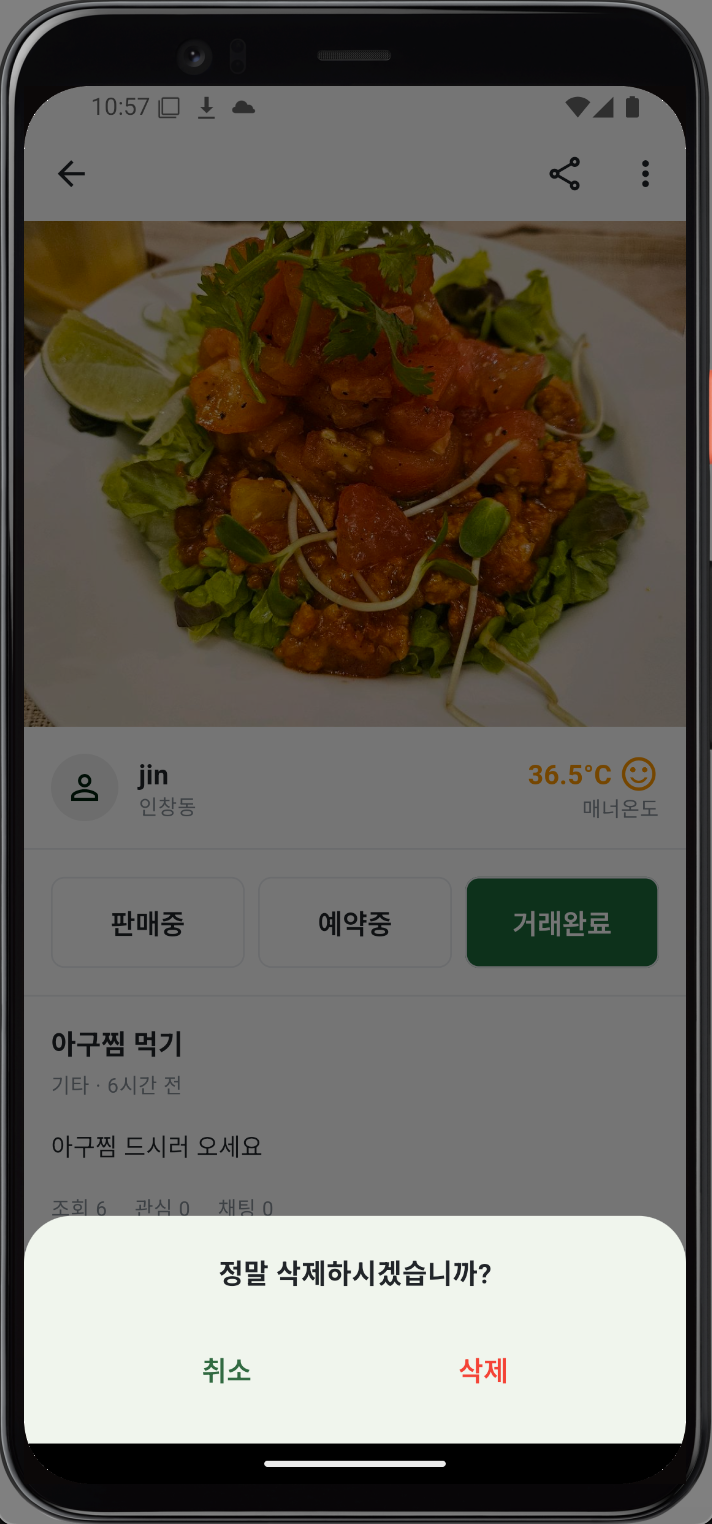 10:57
jin
36.5°C
인창동
매너온도
판매중
예약중
거래완료
아구찜 먹기
기타 · 6시간 전
아구찜 드시러 오세요
조회 6 관심 0 채팅 0
정말 삭제하시겠습니까?
취소
삭제